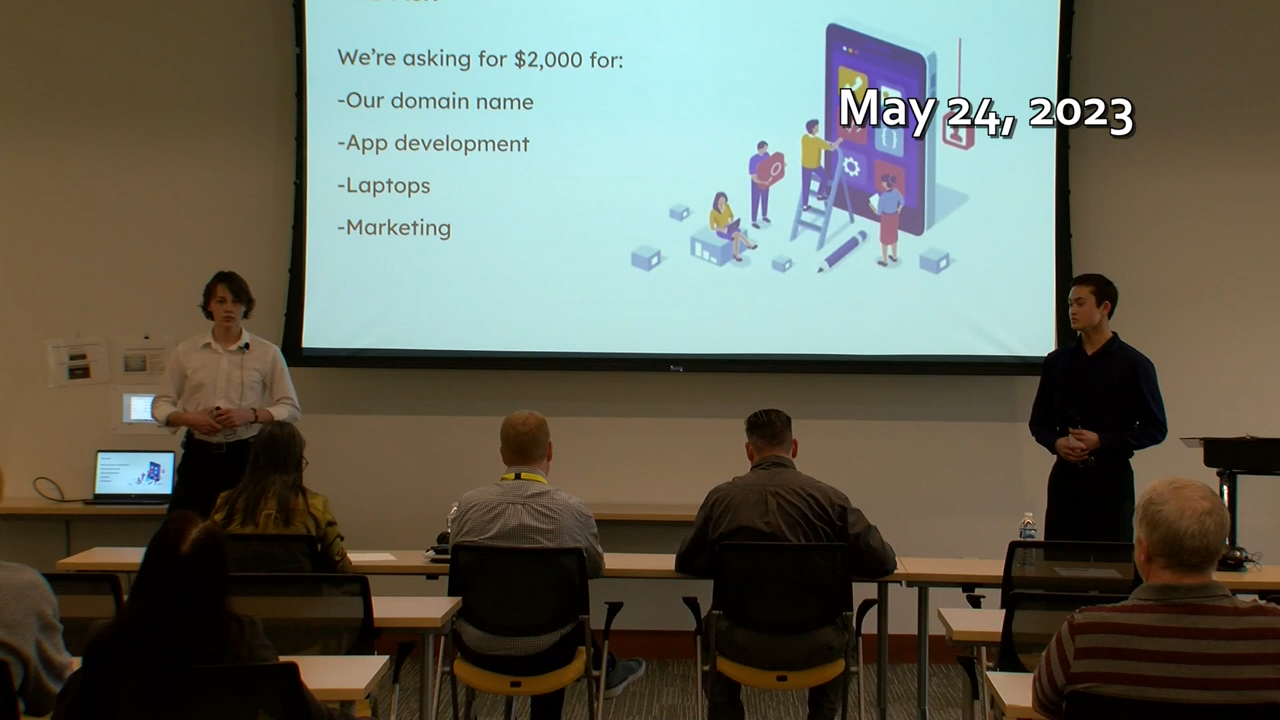 We're asking for $2,000 for:
May 24, 2023
-Our domain name
-App development
-Laptops
-Marketing